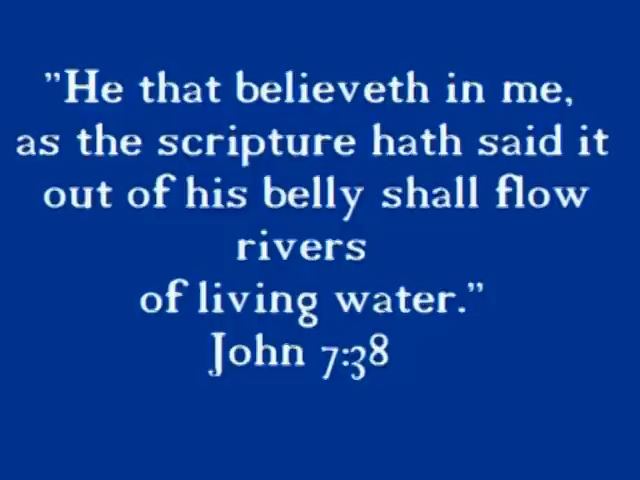 "He that believeth in me,
as the scripture hath said it
out of his belly shall flow
rivers
of living water."
John 7:38